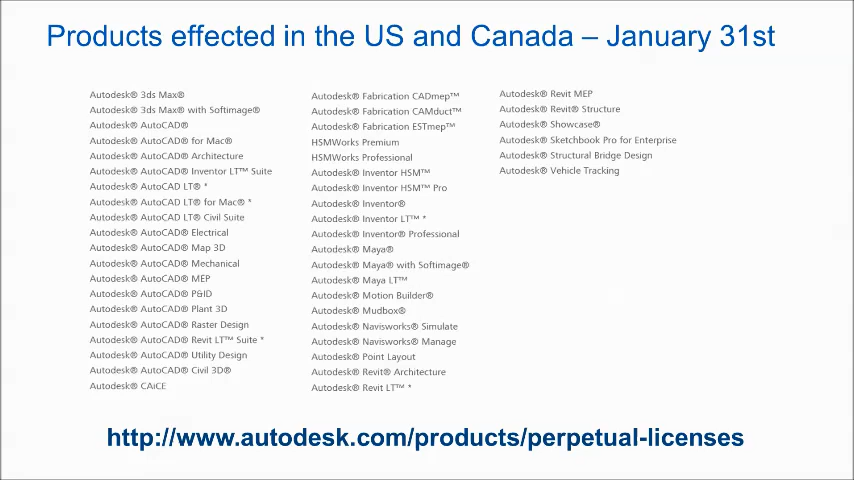 Products effected in the US and Canada – January 31st
Autodesk® 3ds Max®
Autodesk® 3ds Max® with Softimage®
Autodesk® AutoCAD®
Autodesk® AutoCAD® for Mac®
Autodesk® AutoCAD® Architecture
Autodesk® AutoCAD® Inventor LT™ Suite
Autodesk® AutoCAD LT® *
Autodesk® AutoCAD LT® for Mac® *
Autodesk® AutoCAD LT® Civil Suite
Autodesk® AutoCAD® Electrical
Autodesk® AutoCAD® Map 3D
Autodesk® AutoCAD® Mechanical
Autodesk® AutoCAD® MEP
Autodesk® AutoCAD® P&ID
Autodesk® AutoCAD® Plant 3D
Autodesk® AutoCAD® Raster Design
Autodesk® AutoCAD® Revit LT™ Suite *
Autodesk® AutoCAD® Utility Design
Autodesk® AutoCAD® Civil 3D®
Autodesk® CAiCE
Autodesk® Fabrication CADmep™
Autodesk® Fabrication CAMduct™
Autodesk® Fabrication ESTmep™
HSMWorks Premium
HSMWorks Professional
Autodesk® Inventor HSM™
Autodesk® Inventor HSM™ Pro
Autodesk® Inventor®
Autodesk® Inventor LT™ *
Autodesk® Inventor® Professional
Autodesk® Maya®
Autodesk® Maya® with Softimage®
Autodesk® Maya LT™
Autodesk® Motion Builder®
Autodesk® Mudbox®
Autodesk® Navisworks® Simulate
Autodesk® Navisworks® Manage
Autodesk® Point Layout
Autodesk® Revit® Architecture
Autodesk® Revit LT™ *
Autodesk® Revit MEP
Autodesk® Revit® Structure
Autodesk® Showcase®
Autodesk® Sketchbook Pro for Enterprise
Autodesk® Structural Bridge Design
Autodesk® Vehicle Tracking
http://www.autodesk.com/products/perpetual-licenses